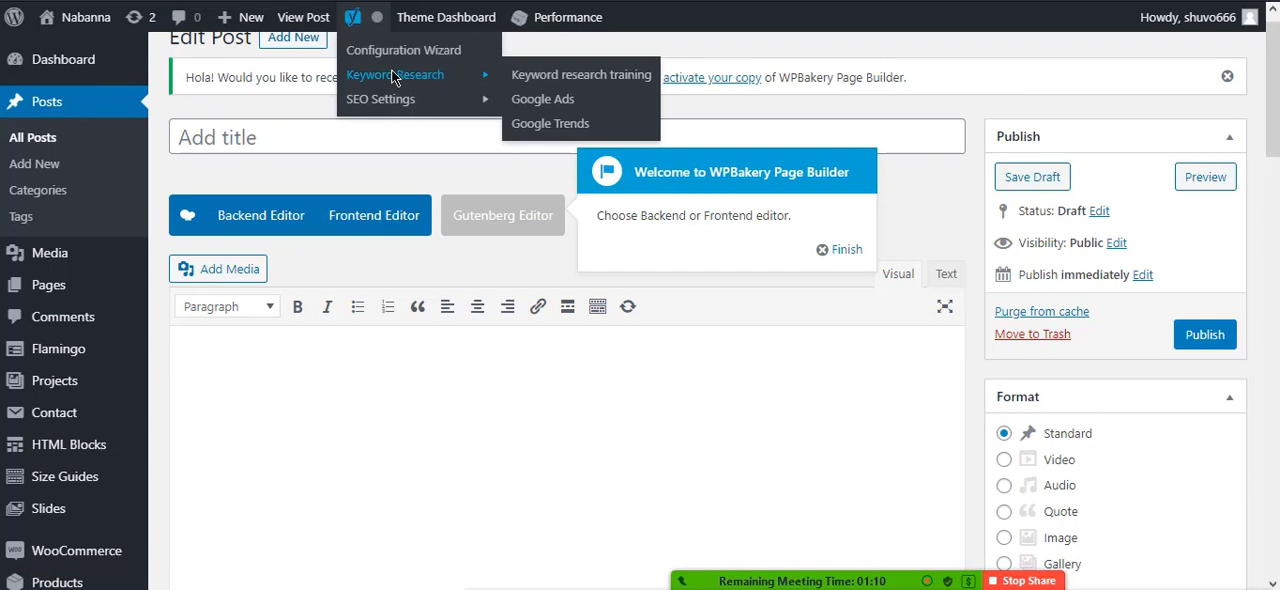 Nabanna 2 0 New View Post Theme Dashboard Performance Howdy, shuvo666
Edit Post Add New
Configuration Wizard
Keyword Research
SEO Settings
Keyword research training
Google Ads
Google Trends
Hola! Would you like to rece activate your copy of WPBakery Page Builder.
Dashboard
Posts
All Posts
Add New
Categories
Tags
Media
Pages
Comments
Flamingo
Projects
Contact
HTML Blocks
Size Guides
Slides
WooCommerce
Products
Add title
Welcome to WPBakery Page Builder
Choose Backend or Frontend editor.
Finish
Backend Editor Frontend Editor Gutenberg Editor
Add Media
Visual Text
Paragraph
Publish
Save Draft Preview
Status: Draft Edit
Visibility: Public Edit
Publish immediately Edit
Purge from cache
Move to Trash
Publish
Format
Standard
Video
Audio
Quote
Image
Gallery
Remaining Meeting Time: 01:10 Stop Share